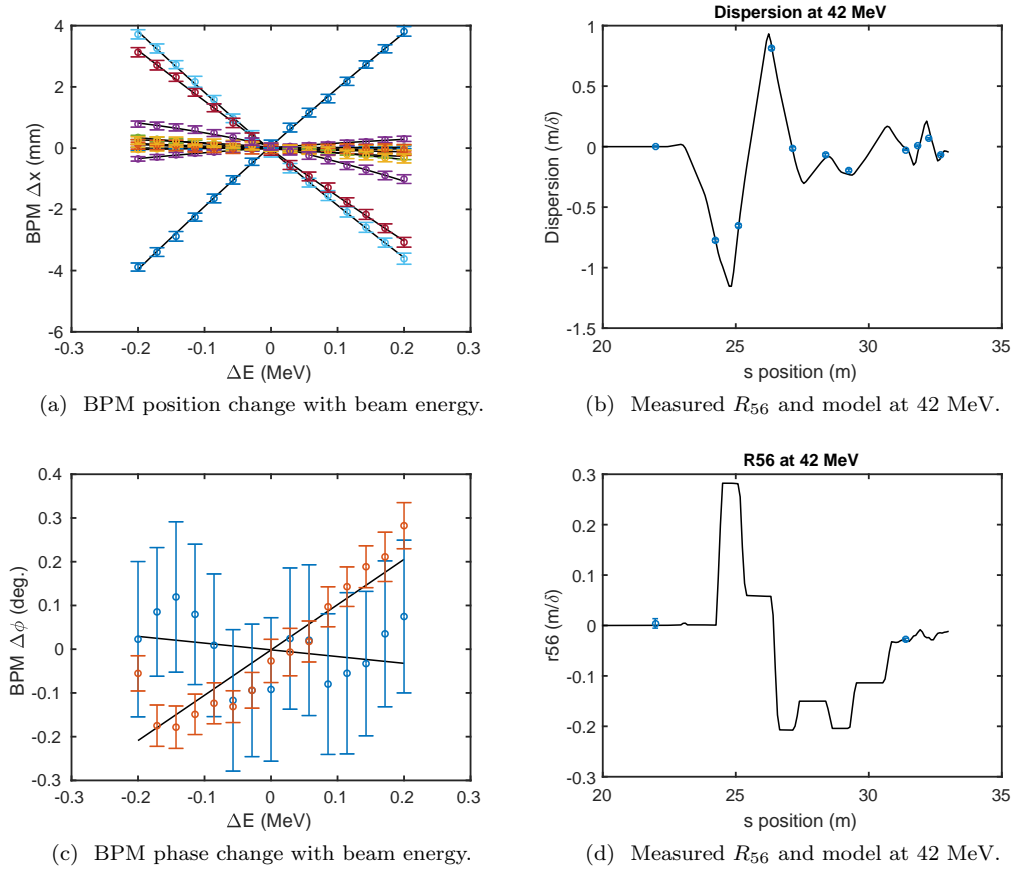 4
2
0
-2
-4
-6
BPM Δx (mm)
-0.3 -0.2 -0.1 0 0.1 0.2 0.3
ΔE (MeV)
(a) BPM position change with beam energy.
Dispersion at 42 MeV
1
0.5
0
-0.5
-1
-1.5
Dispersion (m/δ)
20 25 30 35
s position (m)
(b) Measured R56 and model at 42 MeV.
0.4
0.3
0.2
0.1
0
-0.1
-0.2
-0.3
BPM Δϕ (deg.)
-0.3 -0.2 -0.1 0 0.1 0.2 0.3
ΔE (MeV)
(c) BPM phase change with beam energy.
R56 at 42 MeV
0.3
0.2
0.1
0
-0.1
-0.2
-0.3
r56 (m/δ)
20 25 30 35
s position (m)
(d) Measured R56 and model at 42 MeV.